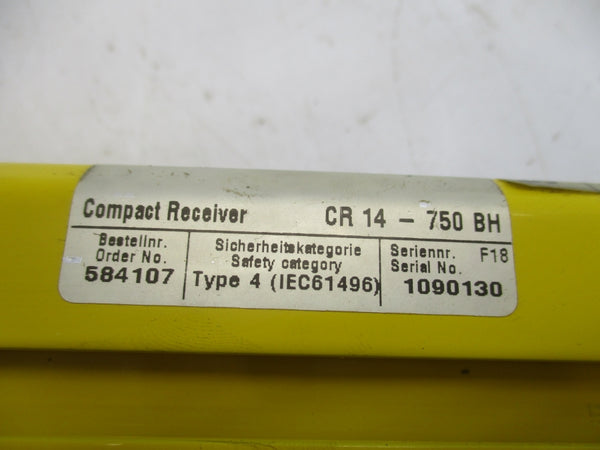 Compact Receiver CR 14 - 750 BH
Bestellnr.
Order No.
584107
Sicherheitskategorie
Safety category
Type 4 (IEC61496)
Seriennr. F18
Serial No.
1090130